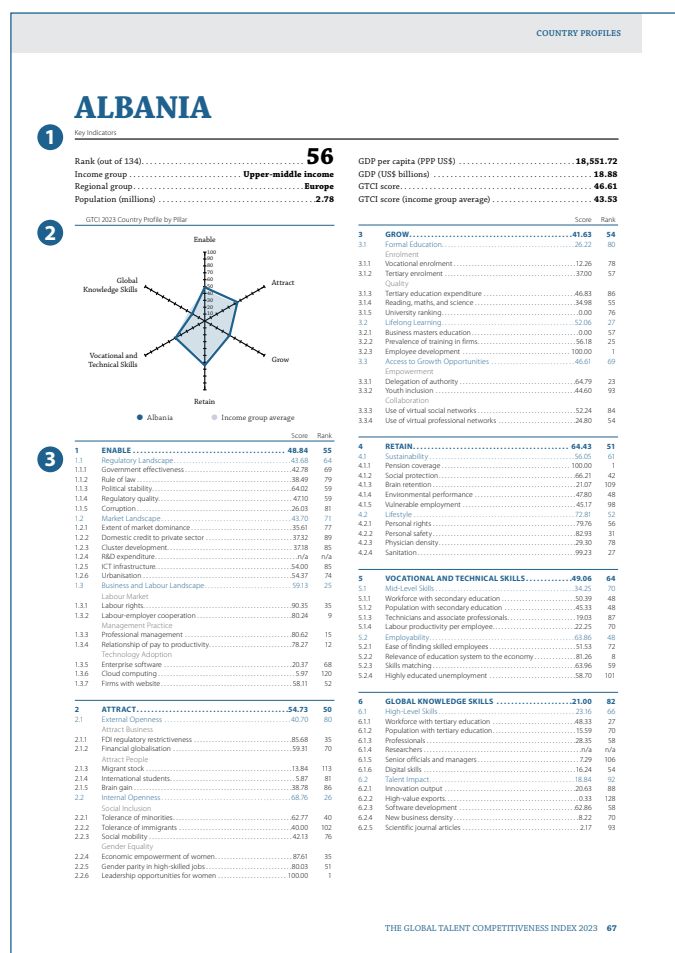 COUNTRY PROFILES
ALBANIA
1
Key Indicators
Rank (out of 134) 56
Income group Upper-middle income
Regional group Europe
Population (millions) 2.78
GDP per capita (PPP US$) 18,551.72
GDP (US$ billions) 18.88
GTCI score 46.61
GTCI score (income group average) 43.53
2
GTCI 2023 Country Profile by Pillar
Enable
100
90
80
70
60
50
40
30
20
10
Attract
Grow
Retain
Vocational and
Technical Skills
Global
Knowledge Skills
Albania
Income group average
3
Score Rank
1 ENABLE 48.84 55
1.1 Regulatory Landscape 43.68 64
1.1.1 Government effectiveness 42.78 69
1.1.2 Rule of law 38.49 79
1.1.3 Political stability 64.02 59
1.1.4 Regulatory quality 47.10 59
1.1.5 Corruption 26.03 81
1.2 Market Landscape 43.70 71
1.2.1 Extent of market dominance 35.61 77
1.2.2 Domestic credit to private sector 37.32 89
1.2.3 Cluster development 37.18 85
1.2.4 R&D expenditure n/a n/a
1.2.5 ICT infrastructure 54.00 85
1.2.6 Urbanisation 54.37 74
1.3 Business and Labour Landscape 59.13 25
Labour Market
1.3.1 Labour rights 90.35 35
1.3.2 Labour-employer cooperation 80.24 9
Management Practice
1.3.3 Professional management 80.62 15
1.3.4 Relationship of pay to productivity 78.27 12
Technology Adoption
1.3.5 Enterprise software 20.37 68
1.3.6 Cloud computing 5.97 120
1.3.7 Firms with website 58.11 52
2 ATTRACT 54.73 50
2.1 External Openness 40.70 80
Attract Business
2.1.1 FDI regulatory restrictiveness 85.68 35
2.1.2 Financial globalisation 59.31 70
Attract People
2.1.3 Migrant stock 13.84 113
2.1.4 International students 5.87 81
2.1.5 Brain gain 38.78 86
2.2 Internal Openness 68.76 26
Social Inclusion
2.2.1 Tolerance of minorities 62.77 40
2.2.2 Tolerance of immigrants 40.00 102
2.2.3 Social mobility 42.13 76
Gender Equality
2.2.4 Economic empowerment of women 87.61 35
2.2.5 Gender parity in high-skilled jobs 80.03 51
2.2.6 Leadership opportunities for women 100.00 1
Score Rank
3 GROW 41.63 54
3.1 Formal Education 26.22 80
Enrolment
3.1.1 Vocational enrolment 12.26 78
3.1.2 Tertiary enrolment 37.00 57
Quality
3.1.3 Tertiary education expenditure 46.83 86
3.1.4 Reading, maths, and science 34.98 55
3.1.5 University ranking 0.00 76
3.2 Lifelong Learning 52.06 27
3.2.1 Business masters education 0.00 57
3.2.2 Prevalence of training in firms 56.18 25
3.2.3 Employee development 100.00 1
3.3 Access to Growth Opportunities 46.61 69
Empowerment
3.3.1 Delegation of authority 64.79 23
3.3.2 Youth inclusion 44.60 93
Collaboration
3.3.3 Use of virtual social networks 52.24 84
3.3.4 Use of virtual professional networks 24.80 54
4 RETAIN 64.43 51
4.1 Sustainability 56.05 61
4.1.1 Pension coverage 100.00 1
4.1.2 Social protection 66.21 42
4.1.3 Brain retention 21.07 109
4.1.4 Environmental performance 47.80 48
4.1.5 Vulnerable employment 45.17 98
4.2 Lifestyle 72.81 52
4.2.1 Personal rights 79.76 56
4.2.2 Personal safety 82.93 31
4.2.3 Physician density 29.30 78
4.2.4 Sanitation 99.23 27
5 VOCATIONAL AND TECHNICAL SKILLS 49.06 64
5.1 Mid-Level Skills 34.25 70
5.1.1 Workforce with secondary education 50.39 48
5.1.2 Population with secondary education 45.33 48
5.1.3 Technicians and associate professionals 19.03 87
5.1.4 Labour productivity per employee 22.25 70
5.2 Employability 63.86 48
5.2.1 Ease of finding skilled employees 51.53 72
5.2.2 Relevance of education system to the economy 81.26 8
5.2.3 Skills matching 63.96 59
5.2.4 Highly educated unemployment 58.70 101
6 GLOBAL KNOWLEDGE SKILLS 21.00 82
6.1 High-Level Skills 23.16 66
6.1.1 Workforce with tertiary education 48.33 27
6.1.2 Population with tertiary education 15.59 70
6.1.3 Professionals 28.35 58
6.1.4 Researchers n/a n/a
6.1.5 Senior officials and managers 7.29 106
6.1.6 Digital skills 16.24 54
6.2 Talent Impact 18.84 92
6.2.1 Innovation output 20.63 88
6.2.2 High-value exports 0.33 128
6.2.3 Software development 62.86 58
6.2.4 New business density 8.22 70
6.2.5 Scientific journal articles 2.17 93
THE GLOBAL TALENT COMPETITIVENESS INDEX 2023 67